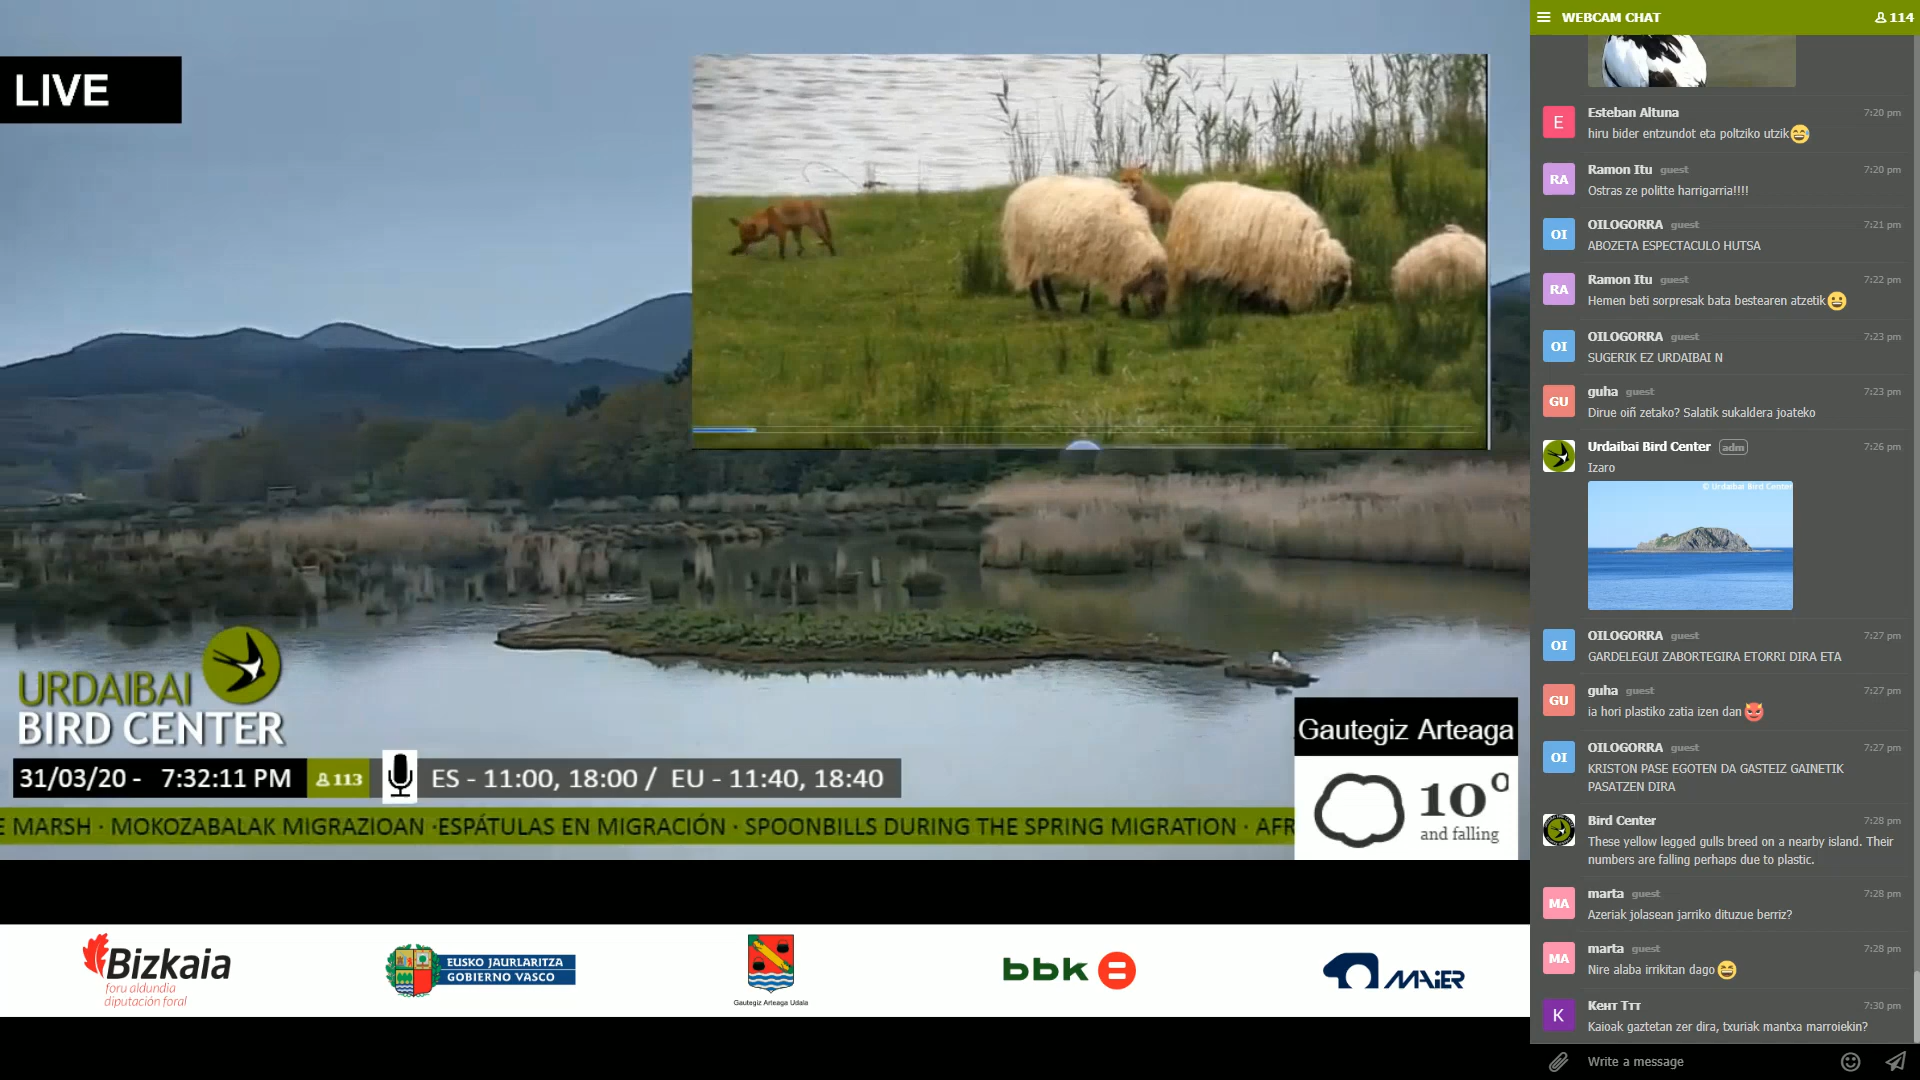 LIVE
URDAIBAI
BIRD CENTER
31/03/20 - 7:32:11 PM 113 ES - 11:00, 18:00 / EU - 11:40, 18:40
E MARSH · MOKOZABALAK MIGRAZIOAN ·ESPÁTULAS EN MIGRACIÓN · SPOONBILLS DURING THE SPRING MIGRATION · AFR
Gautegiz Arteaga
10°
and falling
Bizkaia
foru aldundia
diputación foral
EUSKO JAURLARITZA
GOBIERNO VASCO
Gautegiz Arteaga Udala
bbk
MAIER
WEBCAM CHAT 114
E Esteban Altuna 7:20 pm
hiru bider entzundot eta poltziko utzik
RA Ramon Itu guest 7:20 pm
Ostras ze politte harrigarria!!!!
OI OILOGORRA guest 7:21 pm
ABOZETA ESPECTACULO HUTSA
RA Ramon Itu guest 7:22 pm
Hemen beti sorpresak bata bestearen atzetik
OI OILOGORRA guest 7:23 pm
SUGERIK EZ URDAIBAI N
GU guha guest 7:23 pm
Dirue oiñ zetako? Salatik sukaldera joateko
Urdaibai Bird Center adm 7:26 pm
Izaro
© Urdaibai Bird Center
OI OILOGORRA guest 7:27 pm
GARDELEGUI ZABORTEGIRA ETORRI DIRA ETA
GU guha guest 7:27 pm
ia hori plastiko zatia izen dan
OI OILOGORRA guest 7:27 pm
KRISTON PASE EGOTEN DA GASTEIZ GAINETIK
PASATZEN DIRA
Bird Center 7:28 pm
These yellow legged gulls breed on a nearby island. Their
numbers are falling perhaps due to plastic.
MA marta guest 7:28 pm
Azeriak jolasean jarriko dituzue berriz?
MA marta guest 7:28 pm
Nire alaba irrikitan dago
K Кент Ттт 7:30 pm
Kaioak gaztetan zer dira, txuriak mantxa marroiekin?
Write a message